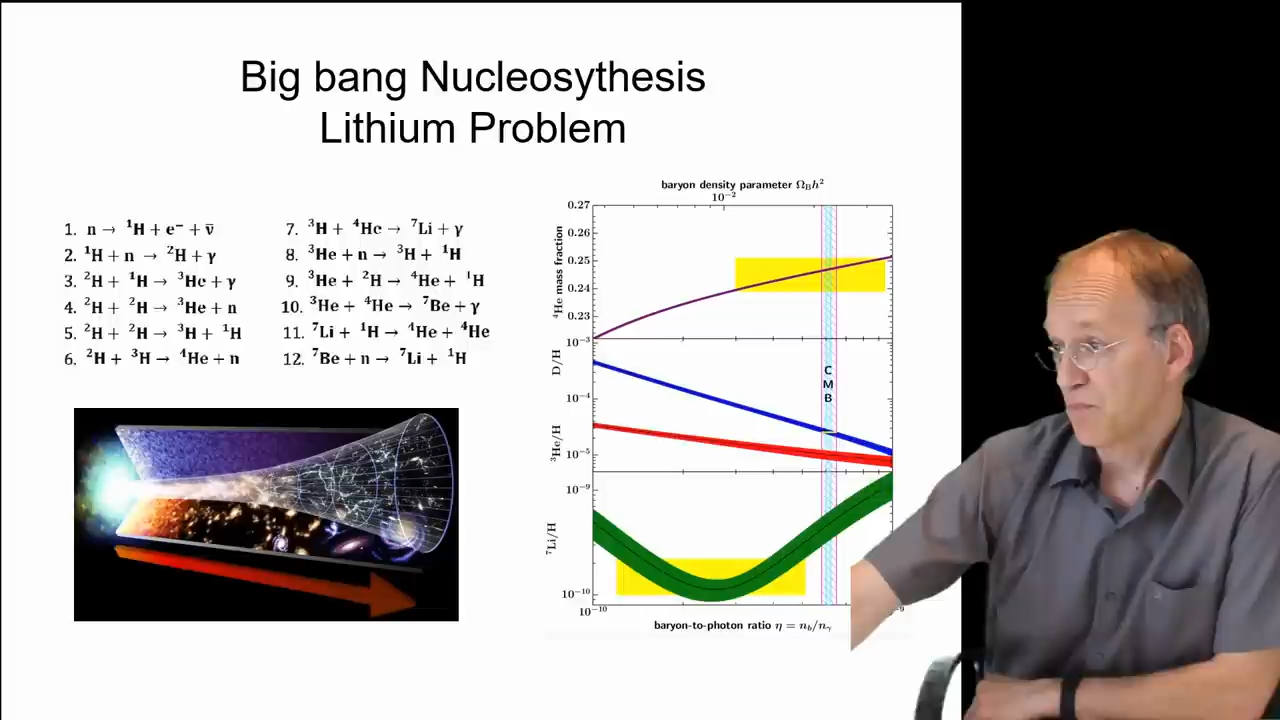 Big bang Nucleosythesis
Lithium Problem
1. n → ¹H + e⁻ + ν̄
2. ¹H + n → ²H + γ
3. ²H + ¹H → ³He + γ
4. ²H + ²H → ³He + n
5. ²H + ²H → ³H + ¹H
6. ²H + ³H → ⁴He + n
7. ³H + ⁴He → ⁷Li + γ
8. ³He + n → ³H + ¹H
9. ³He + ²H → ⁴He + ¹H
10. ³He + ⁴He → ⁷Be + γ
11. ⁷Li + ¹H → ⁴He + ⁴He
12. ⁷Be + n → ⁷Li + ¹H
baryon density parameter Ω_B h²
10⁻²
0.27
0.26
0.25
0.24
0.23
⁴He mass fraction
10⁻³
10⁻⁴
10⁻⁵
D/H
³He/H
C
M
B
10⁻⁹
10⁻¹⁰
⁷Li/H
10⁻¹⁰
⁻⁹
baryon-to-photon ratio η = n_b/n_γ